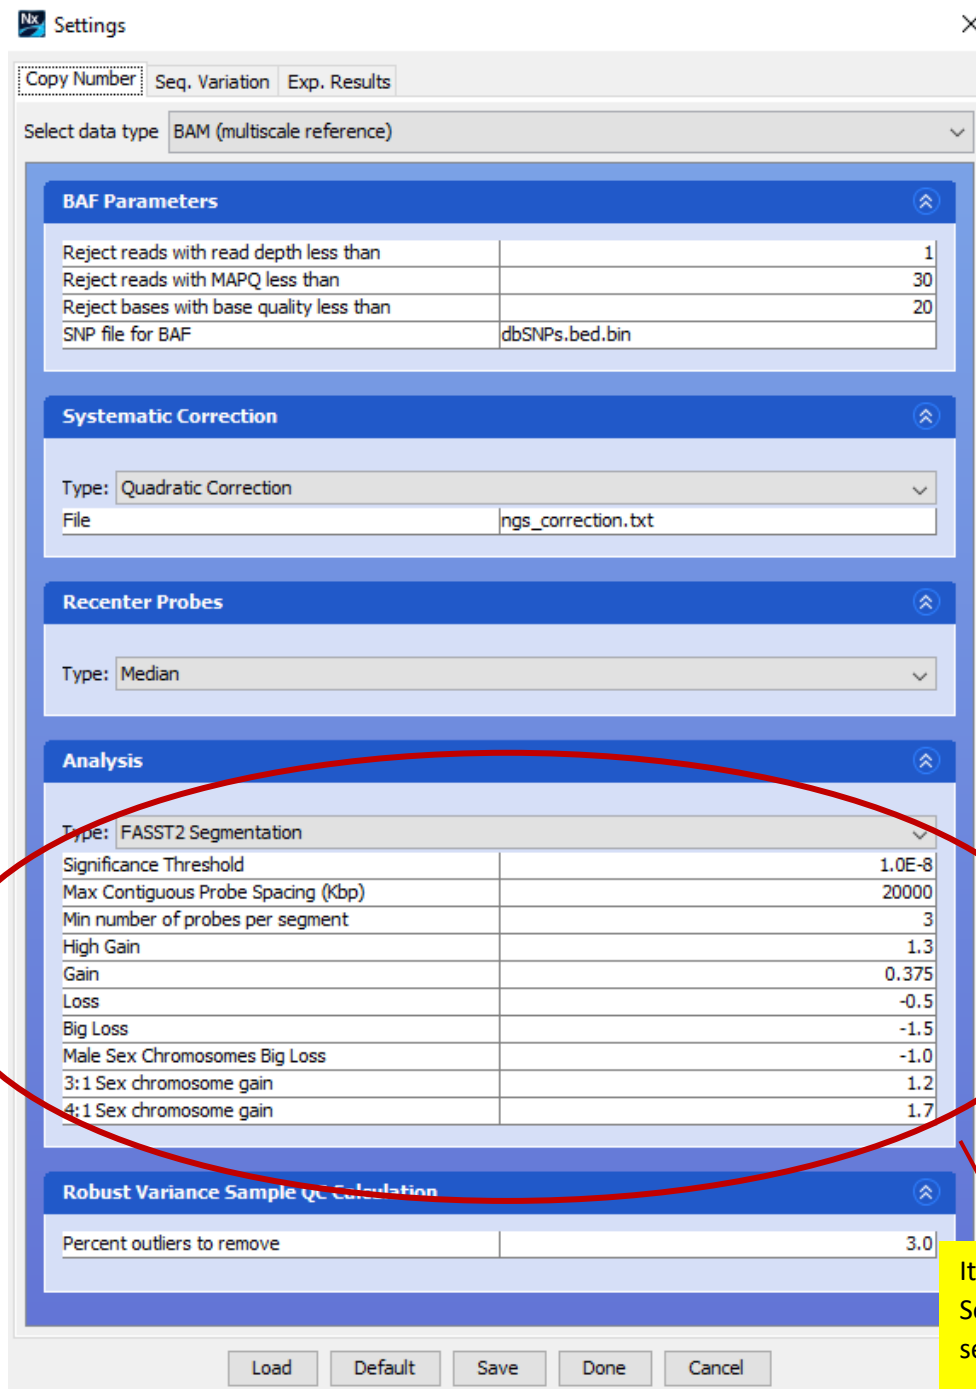 Nx Settings
Copy Number Seq. Variation Exp. Results
Select data type BAM (multiscale reference)
BAF Parameters
Reject reads with read depth less than 1
Reject reads with MAPQ less than 30
Reject bases with base quality less than 20
SNP file for BAF dbSNPs.bed.bin
Systematic Correction
Type: Quadratic Correction
File ngs_correction.txt
Recenter Probes
Type: Median
Analysis
Type: FASST2 Segmentation
Significance Threshold 1.0E-8
Max Contiguous Probe Spacing (Kbp) 20000
Min number of probes per segment 3
High Gain 1.3
Gain 0.375
Loss -0.5
Big Loss -1.5
Male Sex Chromosomes Big Loss -1.0
3:1 Sex chromosome gain 1.2
4:1 Sex chromosome gain 1.7
Robust Variance Sample QC Calculation
Percent outliers to remove 3.0
It
Load Default Save Done Cancel